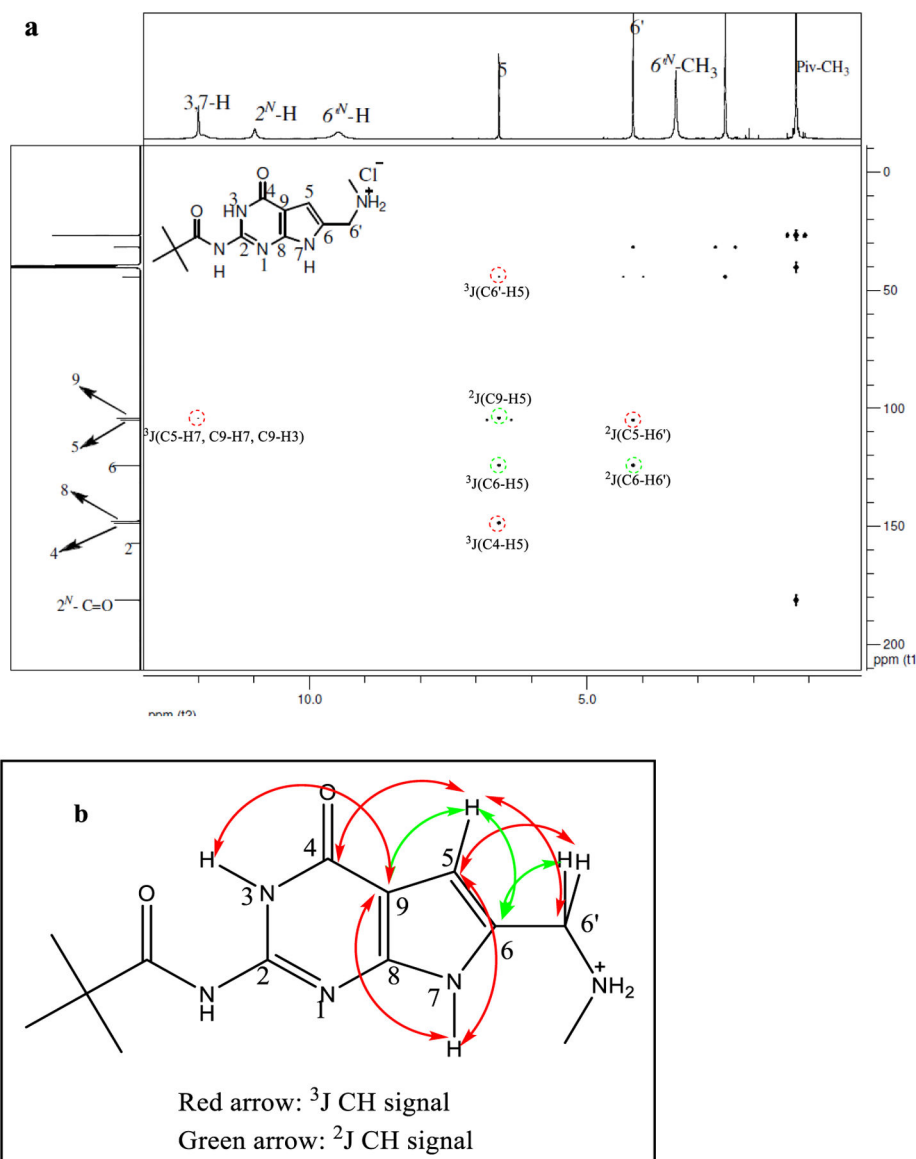 a
3,7-H
2ᴺ-H
6'ᴺ-H
5
6'
6'ᴺ-CH₃
Piv-CH₃
O
Cl⁻
HN
3
4
9
5
NH₂
+
O
N
H
2
N
1
8
N
7
H
6
6'
³J(C6'-H5)
²J(C9-H5)
³J(C5-H7, C9-H7, C9-H3)
²J(C5-H6')
³J(C6-H5)
²J(C6-H6')
³J(C4-H5)
9
5
6
8
4
2
2ᴺ- C=O
0
50
100
150
200
ppm (t1
10.0
5.0
ppm (t2)
b
O
H
H
4
5
H H
H
3
N
9
O
6'
6
2
8
+
NH₂
N
H
N
1
7
N
H
Red arrow: ³J CH signal
Green arrow: ²J CH signal